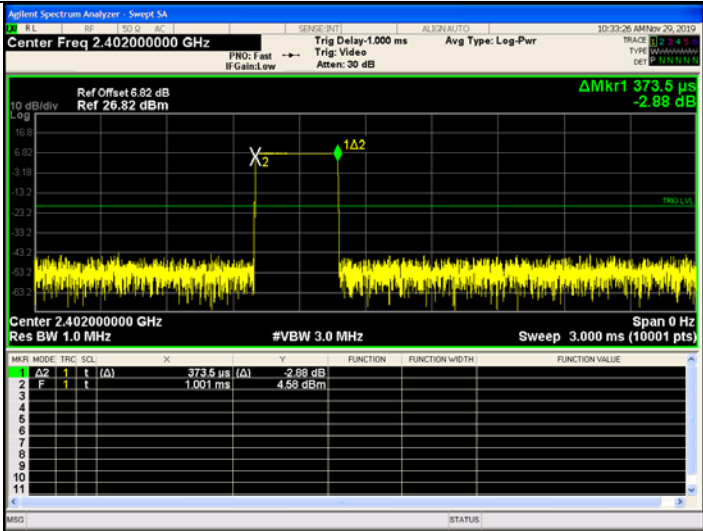 Agilent Spectrum Analyzer - Swept SA
RL RF 50 Ω AC SENSE:INT ALIGN AUTO 10:33:26 AM Nov 29, 2019
Center Freq 2.402000000 GHz
PNO: Fast
IFGain:Low
Trig Delay-1.000 ms
Trig: Video
Atten: 30 dB
Avg Type: Log-Pwr
TRACE 1 2 3 4 5 6
TYPE
DET P N N N N N
Ref Offset 6.82 dB
10 dB/div Ref 26.82 dBm
Log
ΔMkr1 373.5 µs
-2.88 dB
16.8
6.82
-3.18
-13.2
-23.2
-33.2
-43.2
-53.2
-63.2
2
1Δ2
TRIG LVL
Center 2.402000000 GHz Span 0 Hz
Res BW 1.0 MHz #VBW 3.0 MHz Sweep 3.000 ms (10001 pts)
MKR MODE TRC SCL X Y FUNCTION FUNCTION WIDTH FUNCTION VALUE
1 Δ2 1 t (Δ) 373.5 µs (Δ) -2.88 dB
2 F 1 t 1.001 ms 4.58 dBm
3
4
5
6
7
8
9
10
11
MSG STATUS